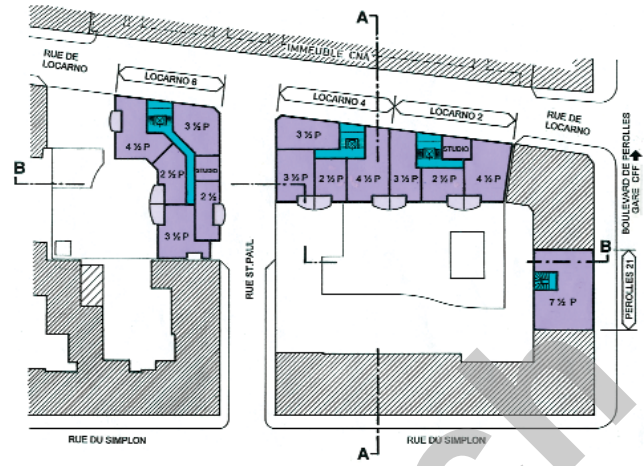 A
IMMEUBLE CNA
RUE DE
LOCARNO
LOCARNO 6
LOCARNO 4
LOCARNO 2
RUE DE
LOCARNO
3 ½ P
4 ½ P
2 ½ P
STUDIO
2 ½
3 ½ P
3 ½ P
3 ½ P
2 ½ P
4 ½ P
3 ½ P
2 ½ P
STUDIO
4 ½ P
B
B
BOULEVARD DE PEROLLES
GARE CFF
RUE ST.PAUL
7 ½ P
PEROLLES 21
RUE DU SIMPLON
RUE DU SIMPLON
A